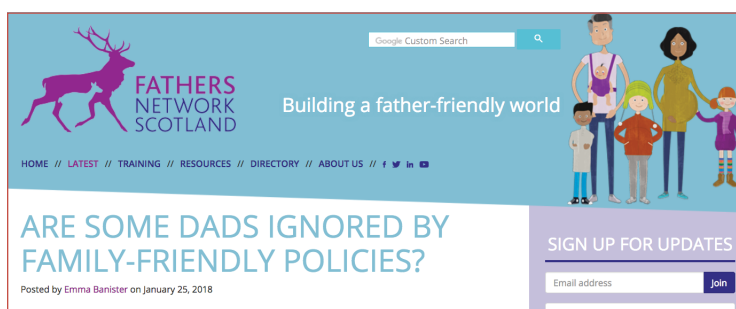 Google Custom Search
FATHERS
NETWORK
SCOTLAND
Building a father-friendly world
HOME // LATEST // TRAINING // RESOURCES // DIRECTORY // ABOUT US //
ARE SOME DADS IGNORED BY
FAMILY-FRIENDLY POLICIES?
Posted by Emma Banister on January 25, 2018
SIGN UP FOR UPDATES
Email address
Join